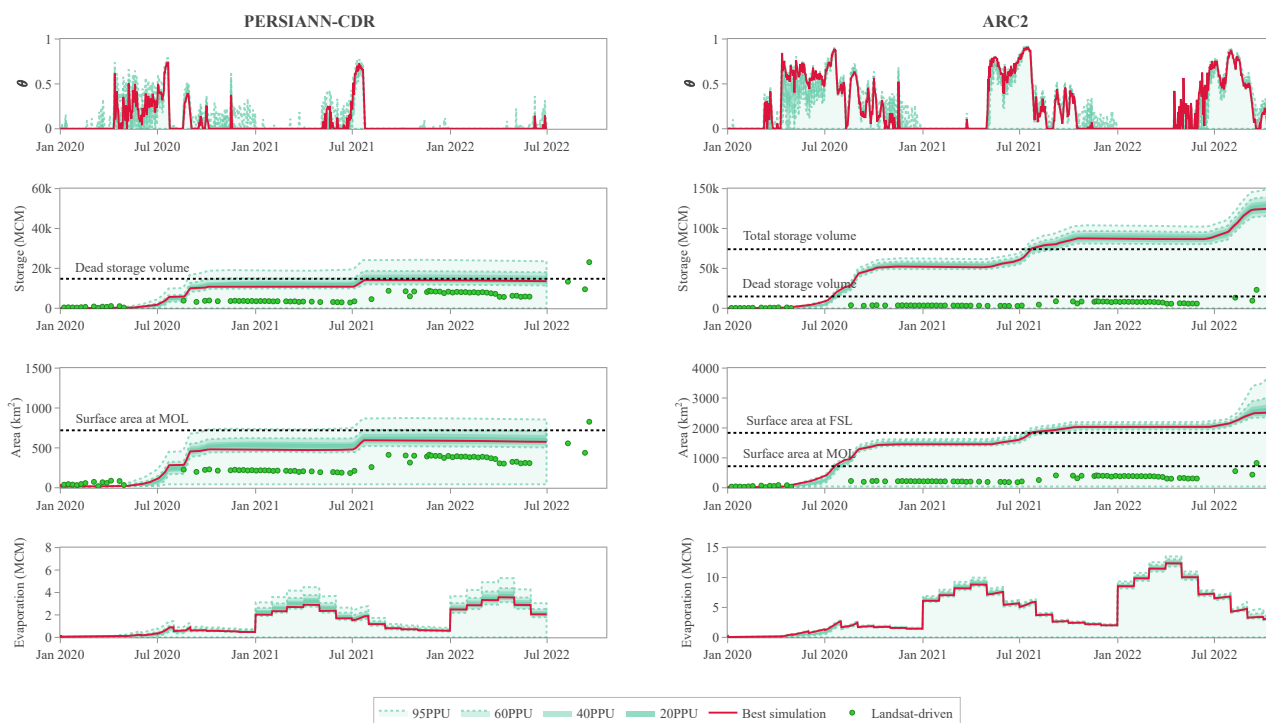 PERSIANN-CDR
ARC2
1
0.5
0
θ
Jan 2020
Jul 2020
Jan 2021
Jul 2021
Jan 2022
Jul 2022
1
0.5
0
θ
Jan 2020
Jul 2020
Jan 2021
Jul 2021
Jan 2022
Jul 2022
60k
40k
20k
0
Storage (MCM)
Dead storage volume
Jan 2020
Jul 2020
Jan 2021
Jul 2021
Jan 2022
Jul 2022
150k
100k
50k
0
Storage (MCM)
Total storage volume
Dead storage volume
Jan 2020
Jul 2020
Jan 2021
Jul 2021
Jan 2022
Jul 2022
1500
1000
500
0
Area (km²)
Surface area at MOL
Jan 2020
Jul 2020
Jan 2021
Jul 2021
Jan 2022
Jul 2022
4000
3000
2000
1000
0
Area (km²)
Surface area at FSL
Surface area at MOL
Jan 2020
Jul 2020
Jan 2021
Jul 2021
Jan 2022
Jul 2022
8
6
4
2
0
Evaporation (MCM)
Jan 2020
Jul 2020
Jan 2021
Jul 2021
Jan 2022
Jul 2022
15
10
5
0
Evaporation (MCM)
Jan 2020
Jul 2020
Jan 2021
Jul 2021
Jan 2022
Jul 2022
95PPU 60PPU 40PPU 20PPU Best simulation Landsat-driven